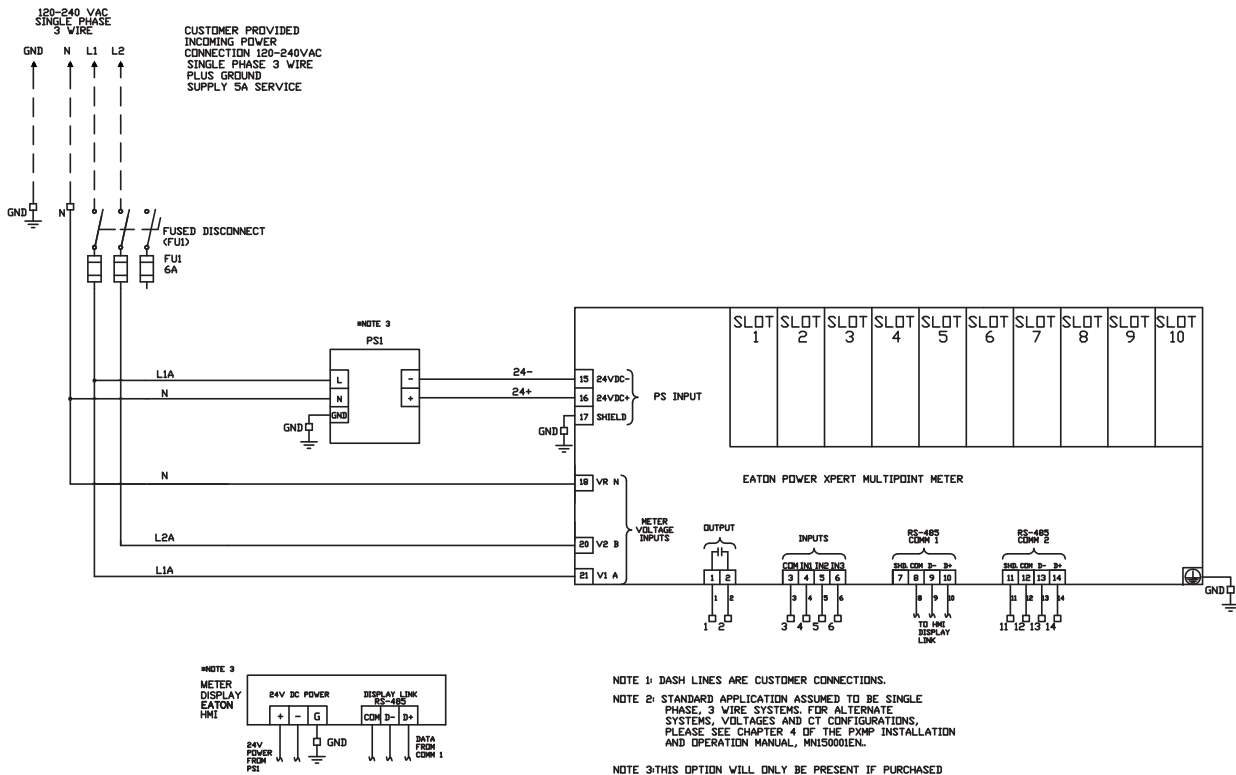 120-240 VAC
SINGLE PHASE
3 WIRE
GND N L1 L2
CUSTOMER PROVIDED
INCOMING POWER
CONNECTION 120-240VAC
SINGLE PHASE 3 WIRE
PLUS GROUND
SUPPLY 5A SERVICE
GND
N
FUSED DISCONNECT
(FU1)
FU1
6A
*NOTE 3
PS1
L1A
N
L
N
GND
-
+
GND
24-
24+
15 24VDC-
16 24VDC+
17 SHIELD
PS INPUT
GND
SLOT 1
SLOT 2
SLOT 3
SLOT 4
SLOT 5
SLOT 6
SLOT 7
SLOT 8
SLOT 9
SLOT 10
EATON POWER XPERT MULTIPOINT METER
N
18 VR N
L2A
20 V2 B
L1A
21 V1 A
METER
VOLTAGE
INPUTS
OUTPUT
1 2
1 2
1 2
INPUTS
COM IN1 IN2 IN3
3 4 5 6
3 4 5 6
3 4 5 6
RS-485
COMM 1
SHD. COM D- D+
7 8 9 10
8 9 10
TO HMI
DISPLAY
LINK
RS-485
COMM 2
SHD. COM D- D+
11 12 13 14
11 12 13 14
11 12 13 14
GND
*NOTE 3
METER
DISPLAY
EATON
HMI
24V DC POWER
+ - G
GND
24V
POWER
FROM
PS1
DISPLAY LINK
RS-485
COM D- D+
DATA
FROM
COMM 1
NOTE 1: DASH LINES ARE CUSTOMER CONNECTIONS.
NOTE 2: STANDARD APPLICATION ASSUMED TO BE SINGLE
PHASE, 3 WIRE SYSTEMS. FOR ALTERNATE
SYSTEMS, VOLTAGES AND CT CONFIGURATIONS,
PLEASE SEE CHAPTER 4 OF THE PXMP INSTALLATION
AND OPERATION MANUAL, MN150001EN..
NOTE 3:THIS OPTION WILL ONLY BE PRESENT IF PURCHASED